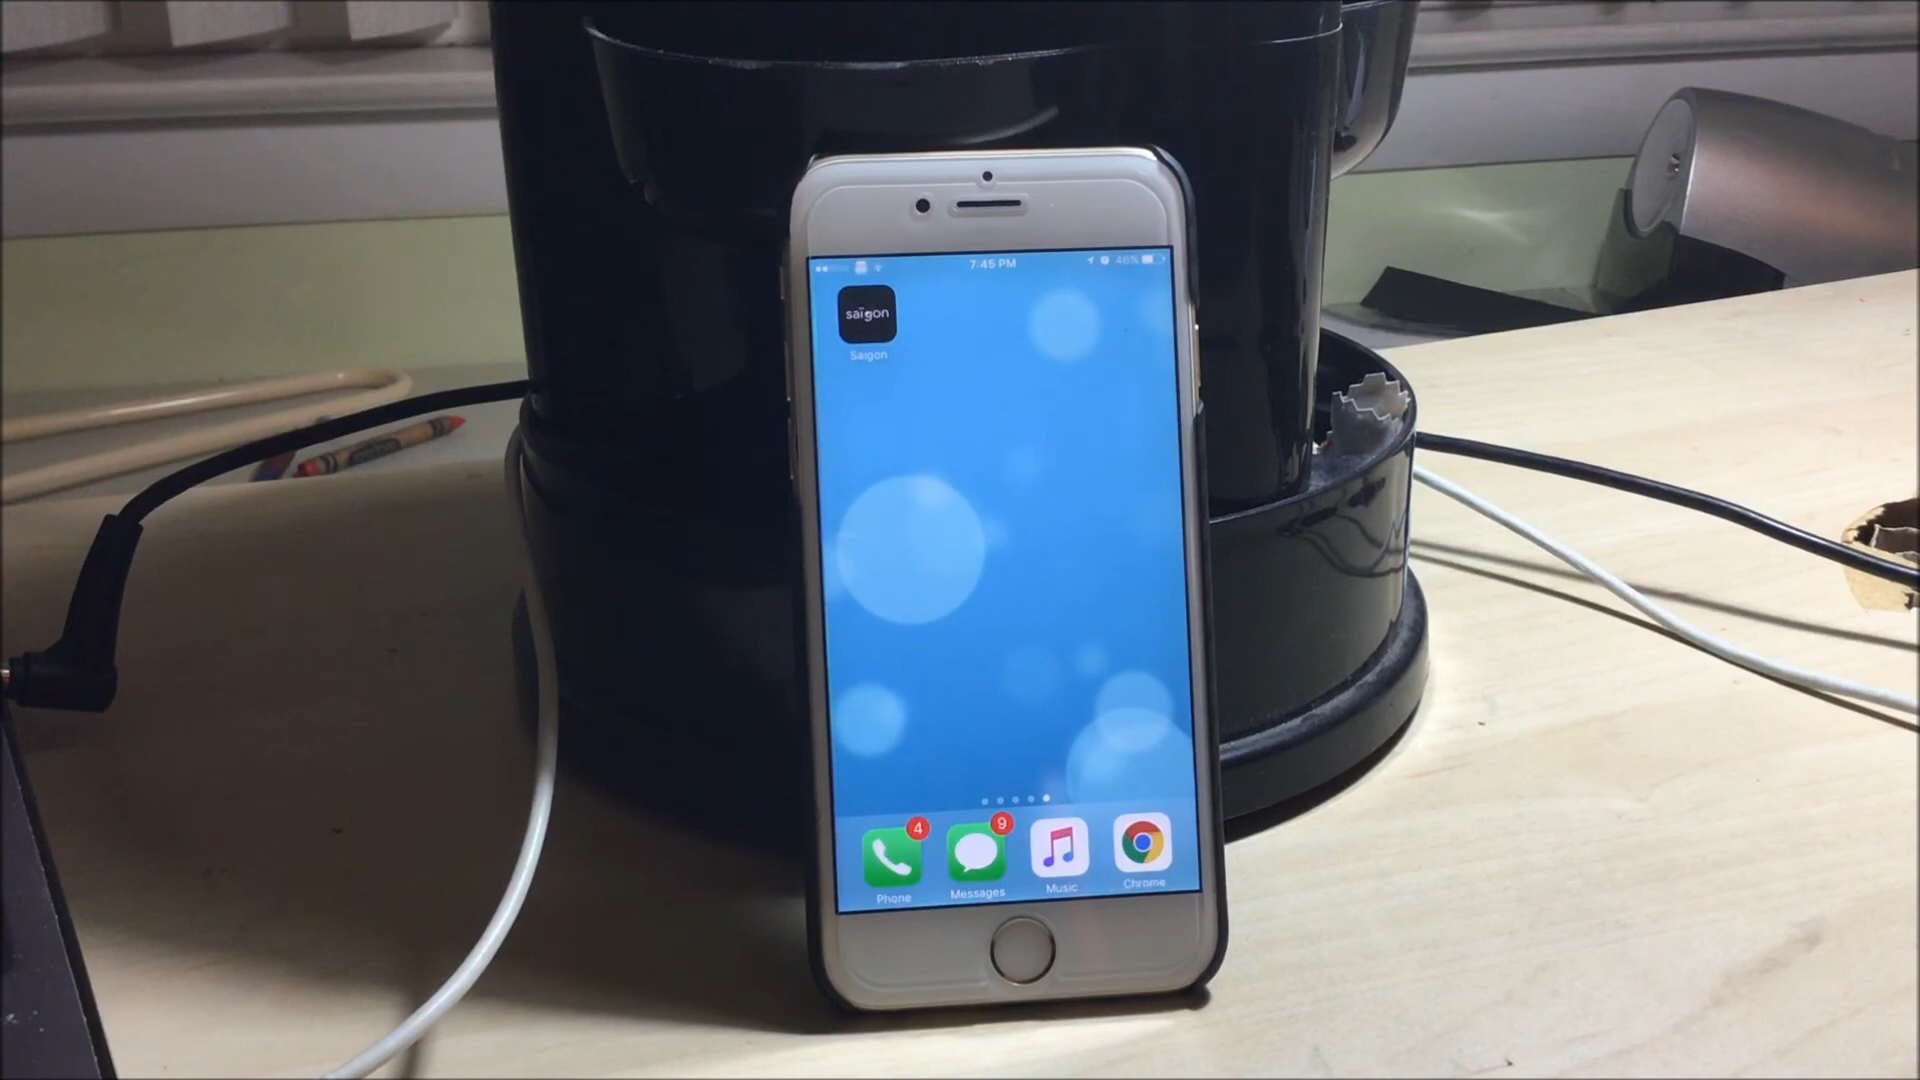 7:45 PM
46%
saigon
Saigon
4
9
Phone
Messages
Music
Chrome